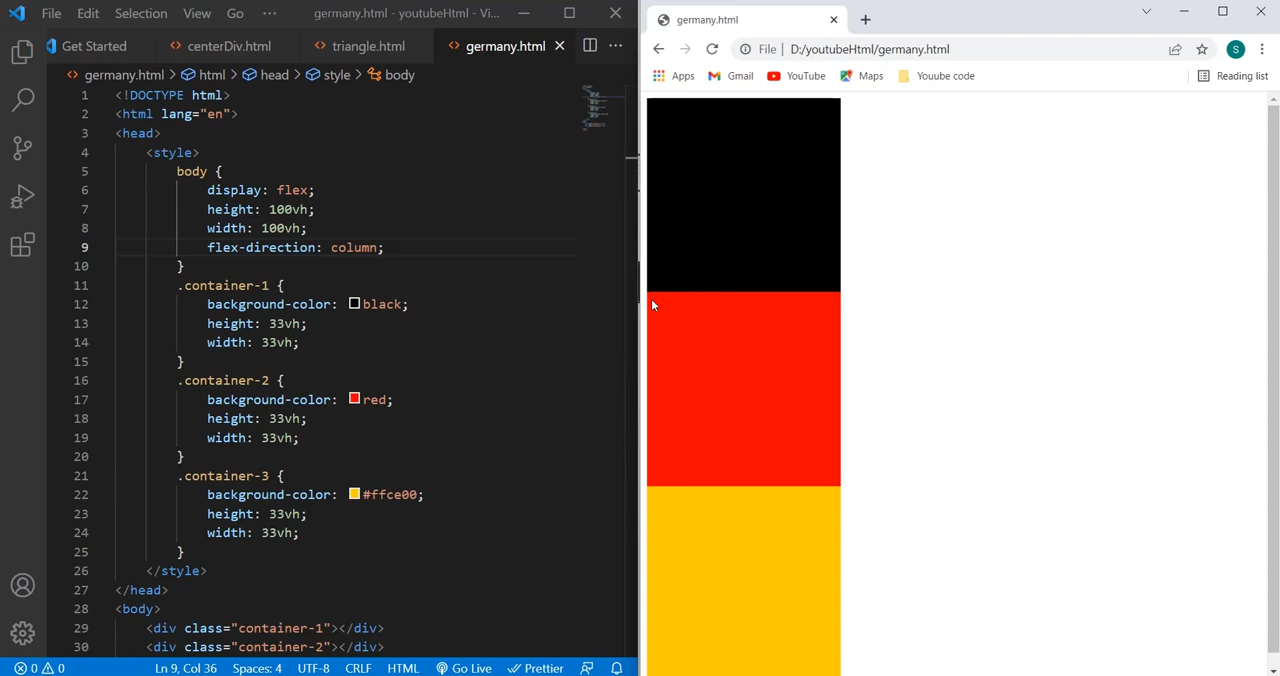 File Edit Selection View Go ··· germany.html - youtubeHtml - Vi...
Get Started centerDiv.html triangle.html germany.html
germany.html > html > head > style > body
1 <!DOCTYPE html>
2 <html lang="en">
3 <head>
4 <style>
5 body {
6 display: flex;
7 height: 100vh;
8 width: 100vh;
9 flex-direction: column;
10 }
11 .container-1 {
12 background-color: black;
13 height: 33vh;
14 width: 33vh;
15 }
16 .container-2 {
17 background-color: red;
18 height: 33vh;
19 width: 33vh;
20 }
21 .container-3 {
22 background-color: #ffce00;
23 height: 33vh;
24 width: 33vh;
25 }
26 </style>
27 </head>
28 <body>
29 <div class="container-1"></div>
30 <div class="container-2"></div>
0 0 Ln 9, Col 36 Spaces: 4 UTF-8 CRLF HTML Go Live Prettier
germany.html
File | D:/youtubeHtml/germany.html S
Apps Gmail YouTube Maps Youube code Reading list